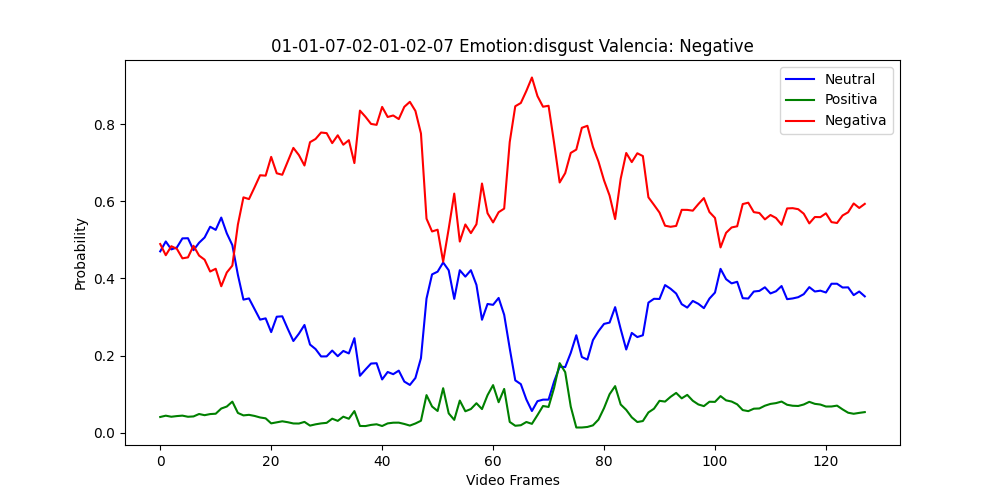 01-01-07-02-01-02-07 Emotion:disgust Valencia: Negative
Neutral
Positiva
Negativa
Probability
0.8
0.6
0.4
0.2
0.0
0 20 40 60 80 100 120
Video Frames